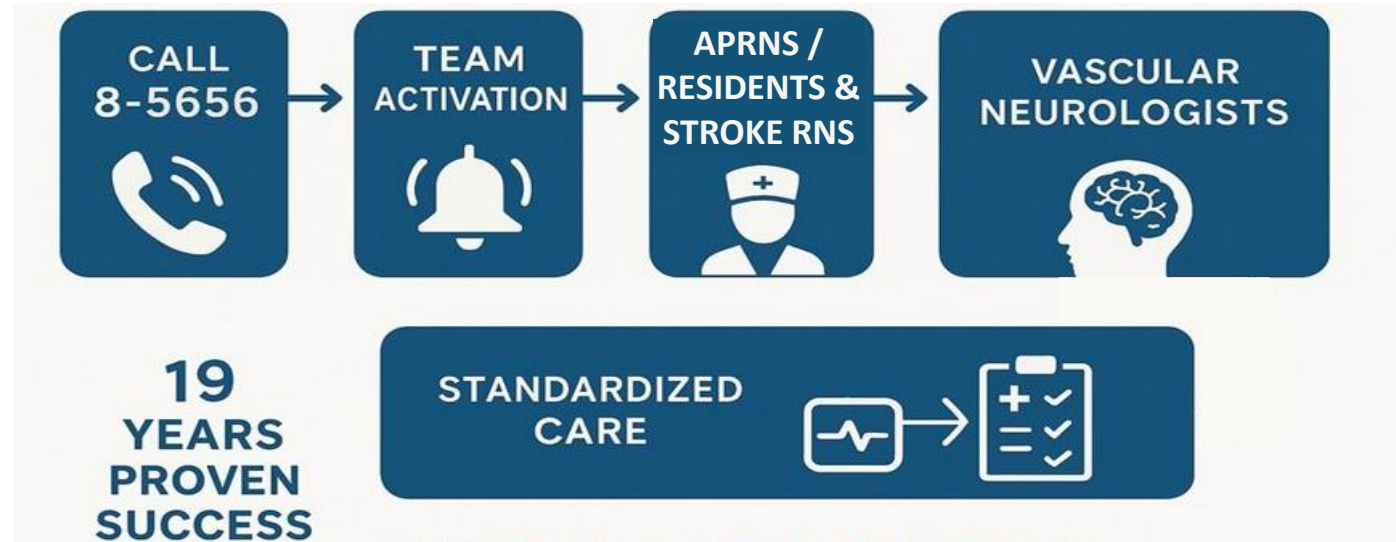 CALL
8-5656
TEAM
ACTIVATION
APRNS /
RESIDENTS &
STROKE RNS
VASCULAR
NEUROLOGISTS
19
YEARS
PROVEN
SUCCESS
STANDARDIZED
CARE